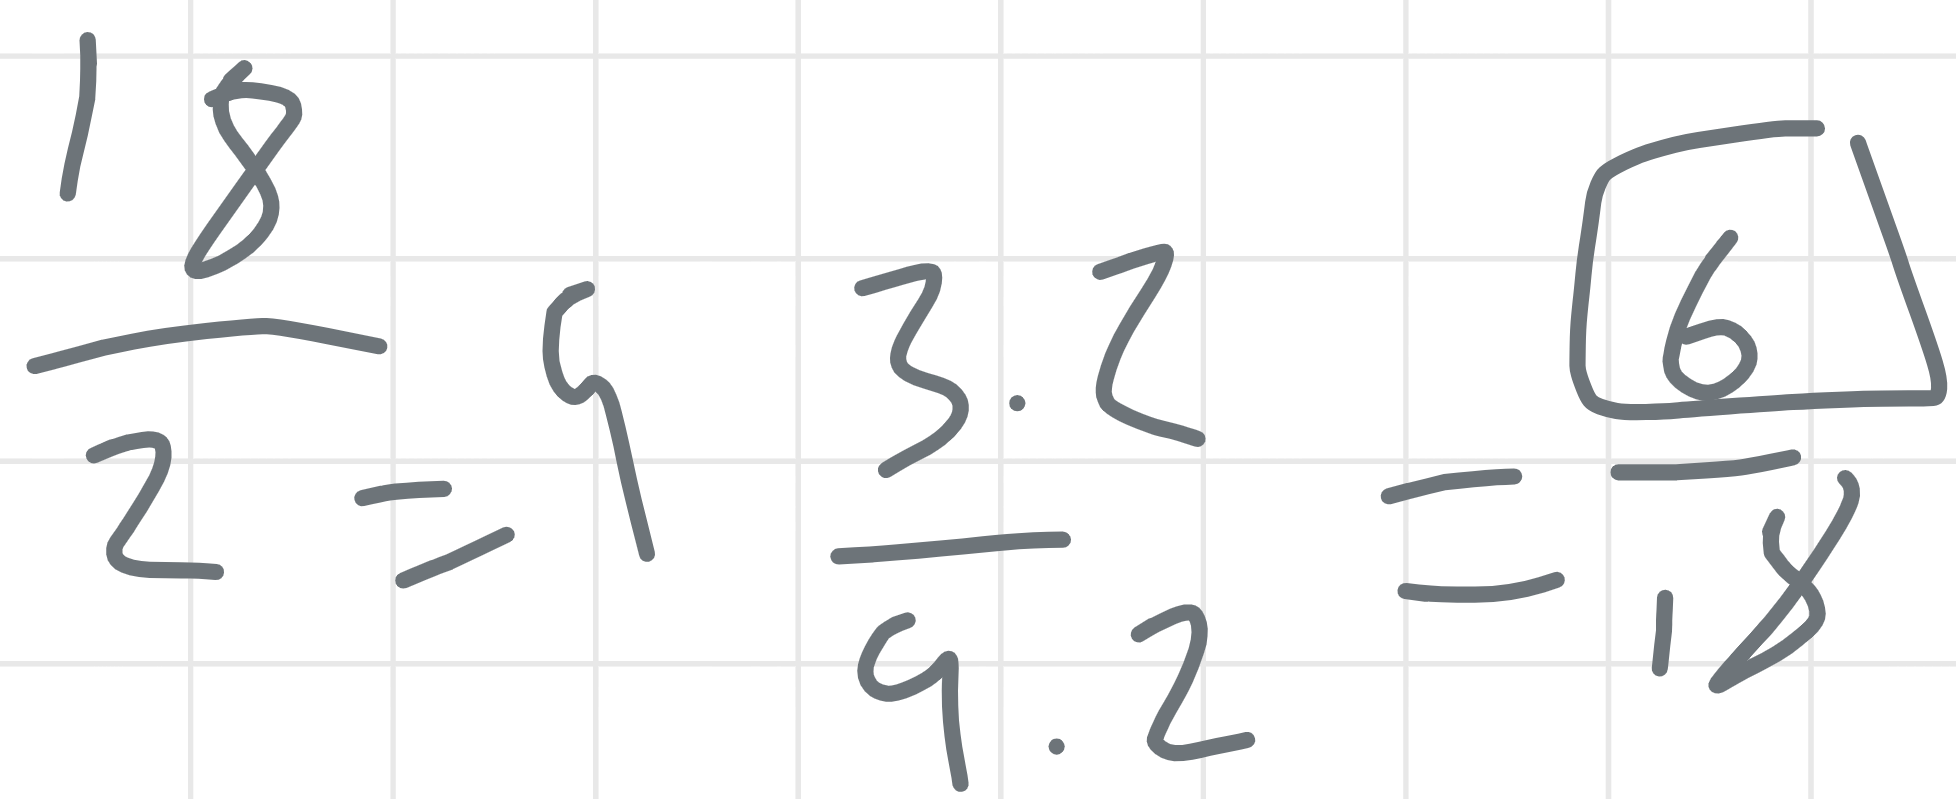 18/2 = 9
3.2/9.2 = 6/18